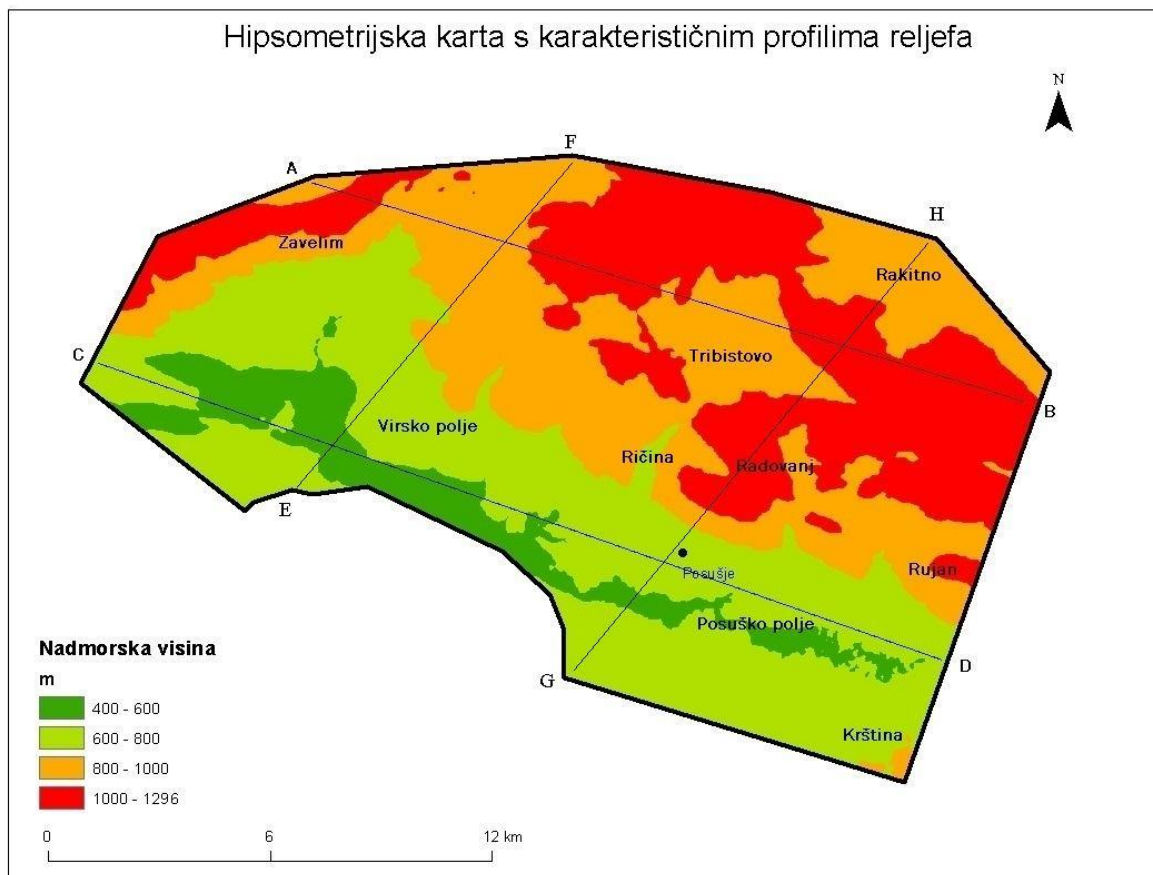 Hipsometrijska karta s karakterističnim profilima reljefa
N
F
A
H
Zavelim
Rakitno
C
Tribistovo
B
Virsko polje
Ričina
Radovanj
E
Posušje
Rujan
Posuško polje
D
G
Krština
Nadmorska visina
m
400 - 600
600 - 800
800 - 1000
1000 - 1296
0 6 12 km